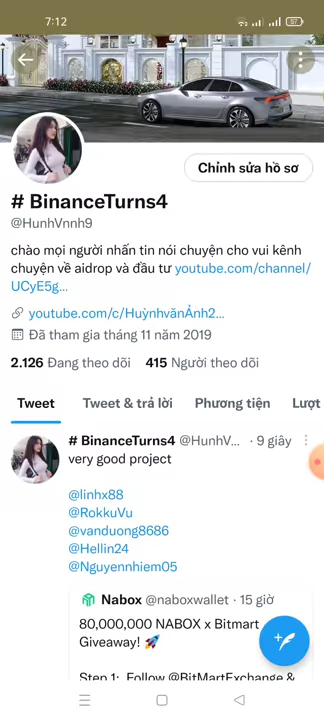 7:12
57
Chỉnh sửa hồ sơ
# BinanceTurns4
@HunhVnnh9
chào mọi người nhấn tin nói chuyện cho vui kênh
chuyện về aidrop và đầu tư youtube.com/channel/
UCyE5g...
youtube.com/c/HuỳnhvănẢnh2...
Đã tham gia tháng 11 năm 2019
2.126 Đang theo dõi 415 Người theo dõi
Tweet Tweet & trả lời Phương tiện Lượt
# BinanceTurns4 @HunhV... · 9 giây
very good project
@linhx88
@RokkuVu
@vanduong8686
@Hellin24
@Nguyennhiem05
Nabox @naboxwallet · 15 giờ
80,000,000 NABOX x Bitmart
Giveaway! 🚀
Step 1: Follow @BitMartExchange &